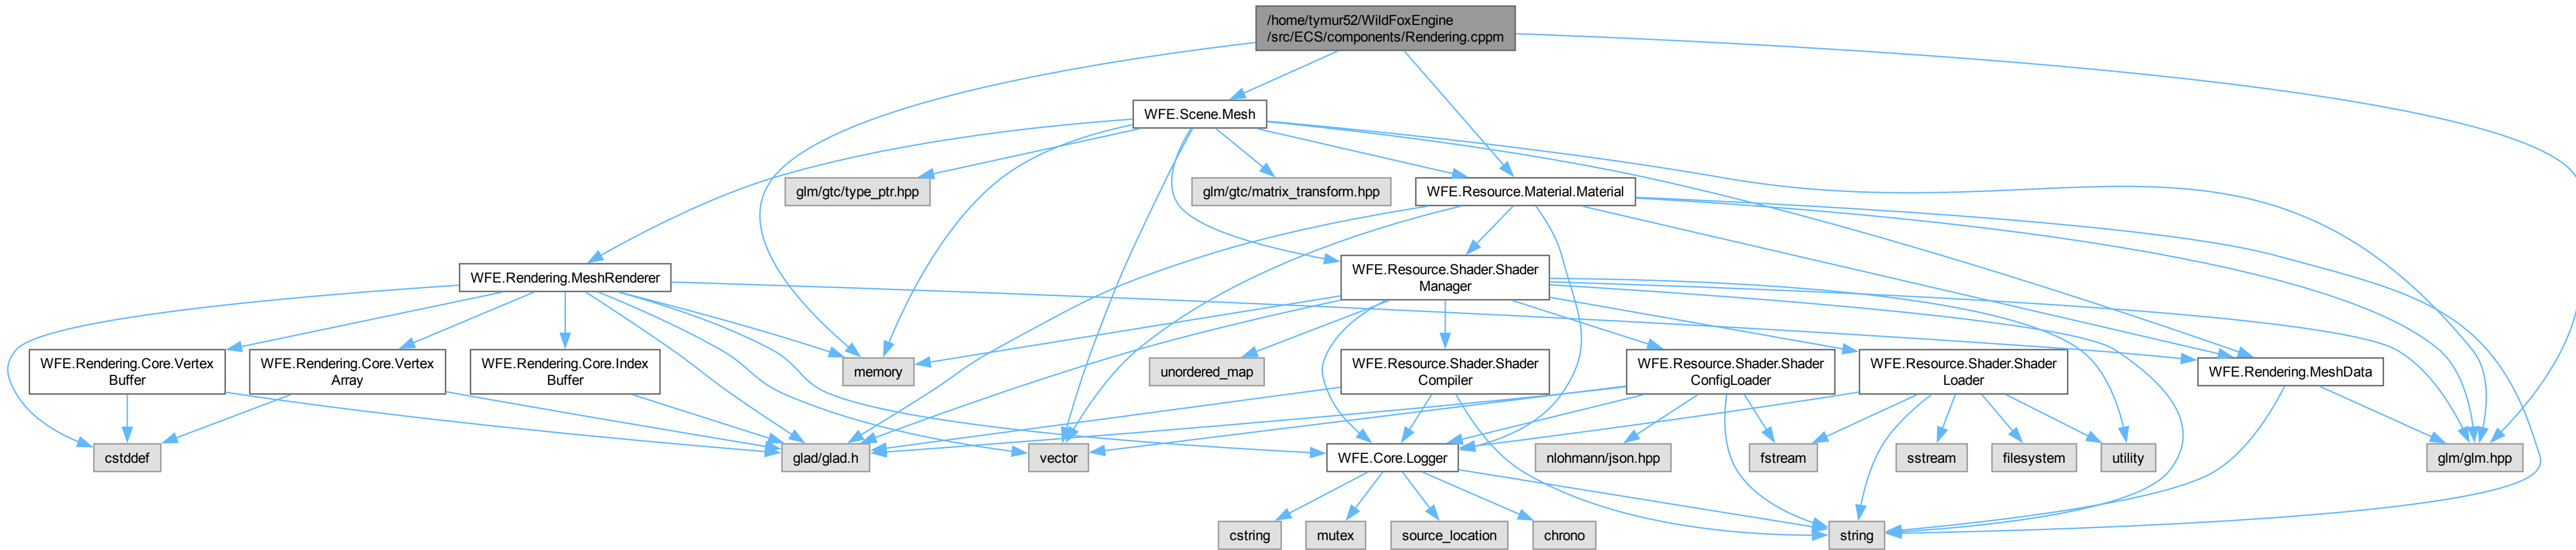 /home/tymur52/WildFoxEngine
/src/ECS/components/Rendering.cppm
WFE.Scene.Mesh
glm/gtc/type_ptr.hpp
glm/gtc/matrix_transform.hpp
WFE.Resource.Material.Material
WFE.Rendering.MeshRenderer
WFE.Resource.Shader.Shader
Manager
WFE.Rendering.Core.Vertex
Buffer
WFE.Rendering.Core.Vertex
Array
WFE.Rendering.Core.Index
Buffer
memory
unordered_map
WFE.Resource.Shader.Shader
Compiler
WFE.Resource.Shader.Shader
ConfigLoader
WFE.Resource.Shader.Shader
Loader
WFE.Rendering.MeshData
cstddef
glad/glad.h
vector
WFE.Core.Logger
nlohmann/json.hpp
fstream
sstream
filesystem
utility
glm/glm.hpp
cstring
mutex
source_location
chrono
string